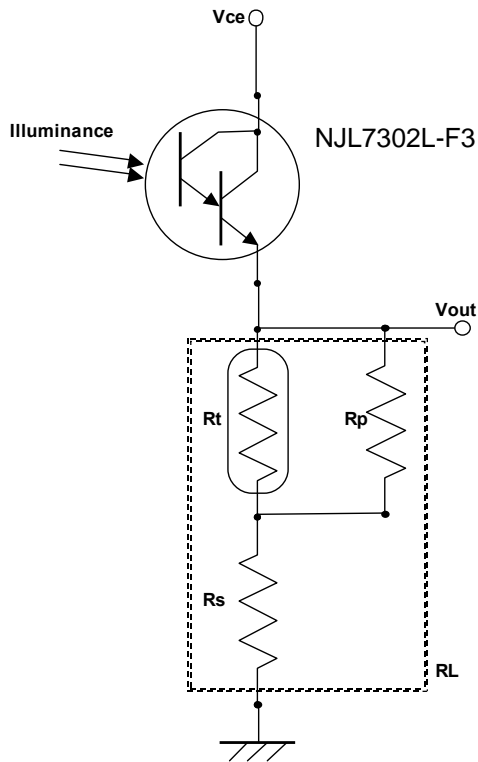 Vce
Illuminance
NJL7302L-F3
Vout
Rt
Rp
Rs
RL